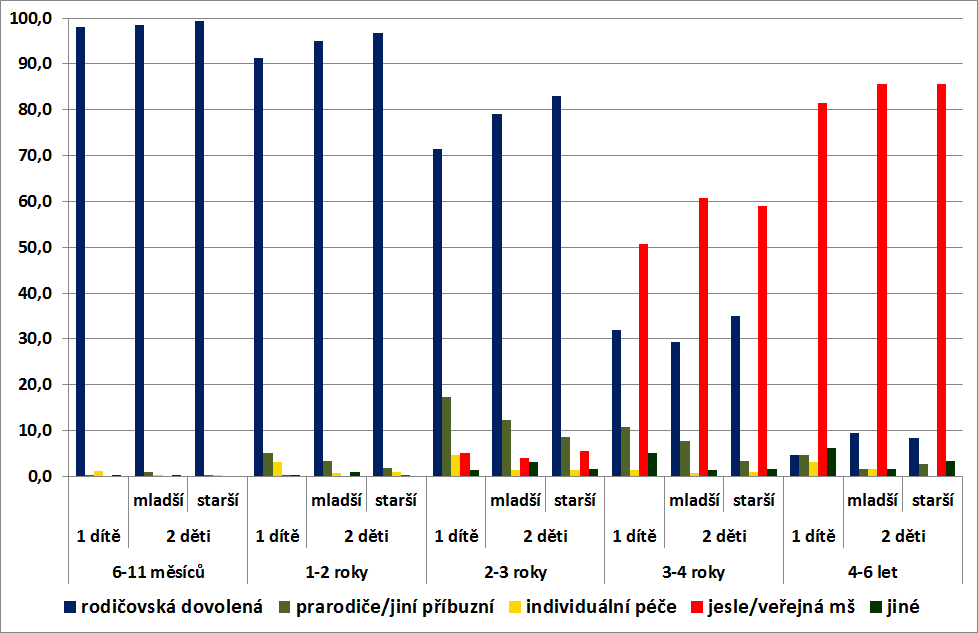 100,0
90,0
80,0
70,0
60,0
50,0
40,0
30,0
20,0
10,0
0,0
mladší starší mladší starší mladší starší mladší starší mladší starší
1 dítě 2 děti 1 dítě 2 děti 1 dítě 2 děti 1 dítě 2 děti 1 dítě 2 děti
6-11 měsíců 1-2 roky 2-3 roky 3-4 roky 4-6 let
rodičovská dovolená prarodiče/jiní příbuzní individuální péče jesle/veřejná mš jiné